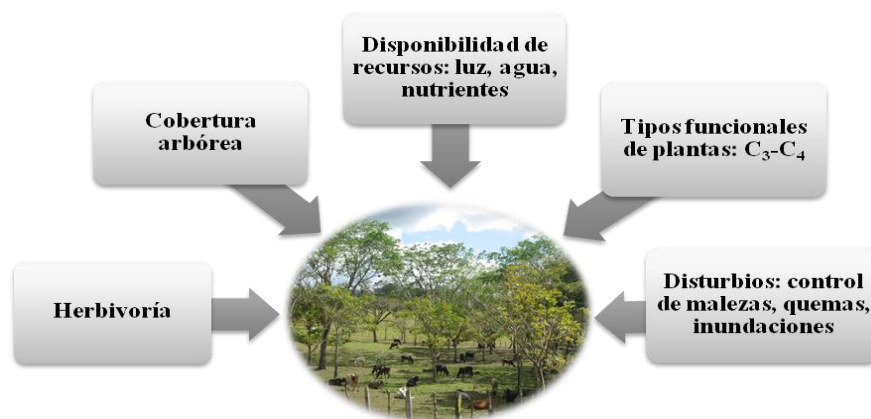 Disponibilidad de
recursos: luz, agua,
nutrientes
Cobertura
arbórea
Tipos funcionales
de plantas: C₃-C₄
Herbivoría
Disturbios: control
de malezas, quemas,
inundaciones